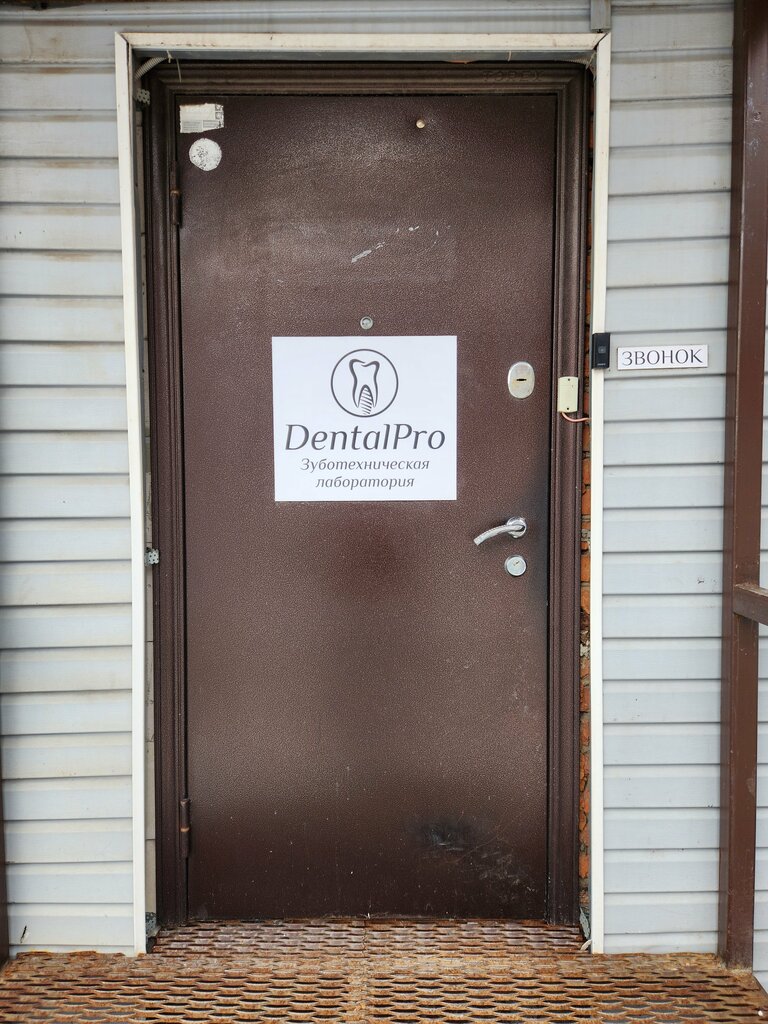 DentalPro
Зуботехническая
лаборатория
ЗВОНОК